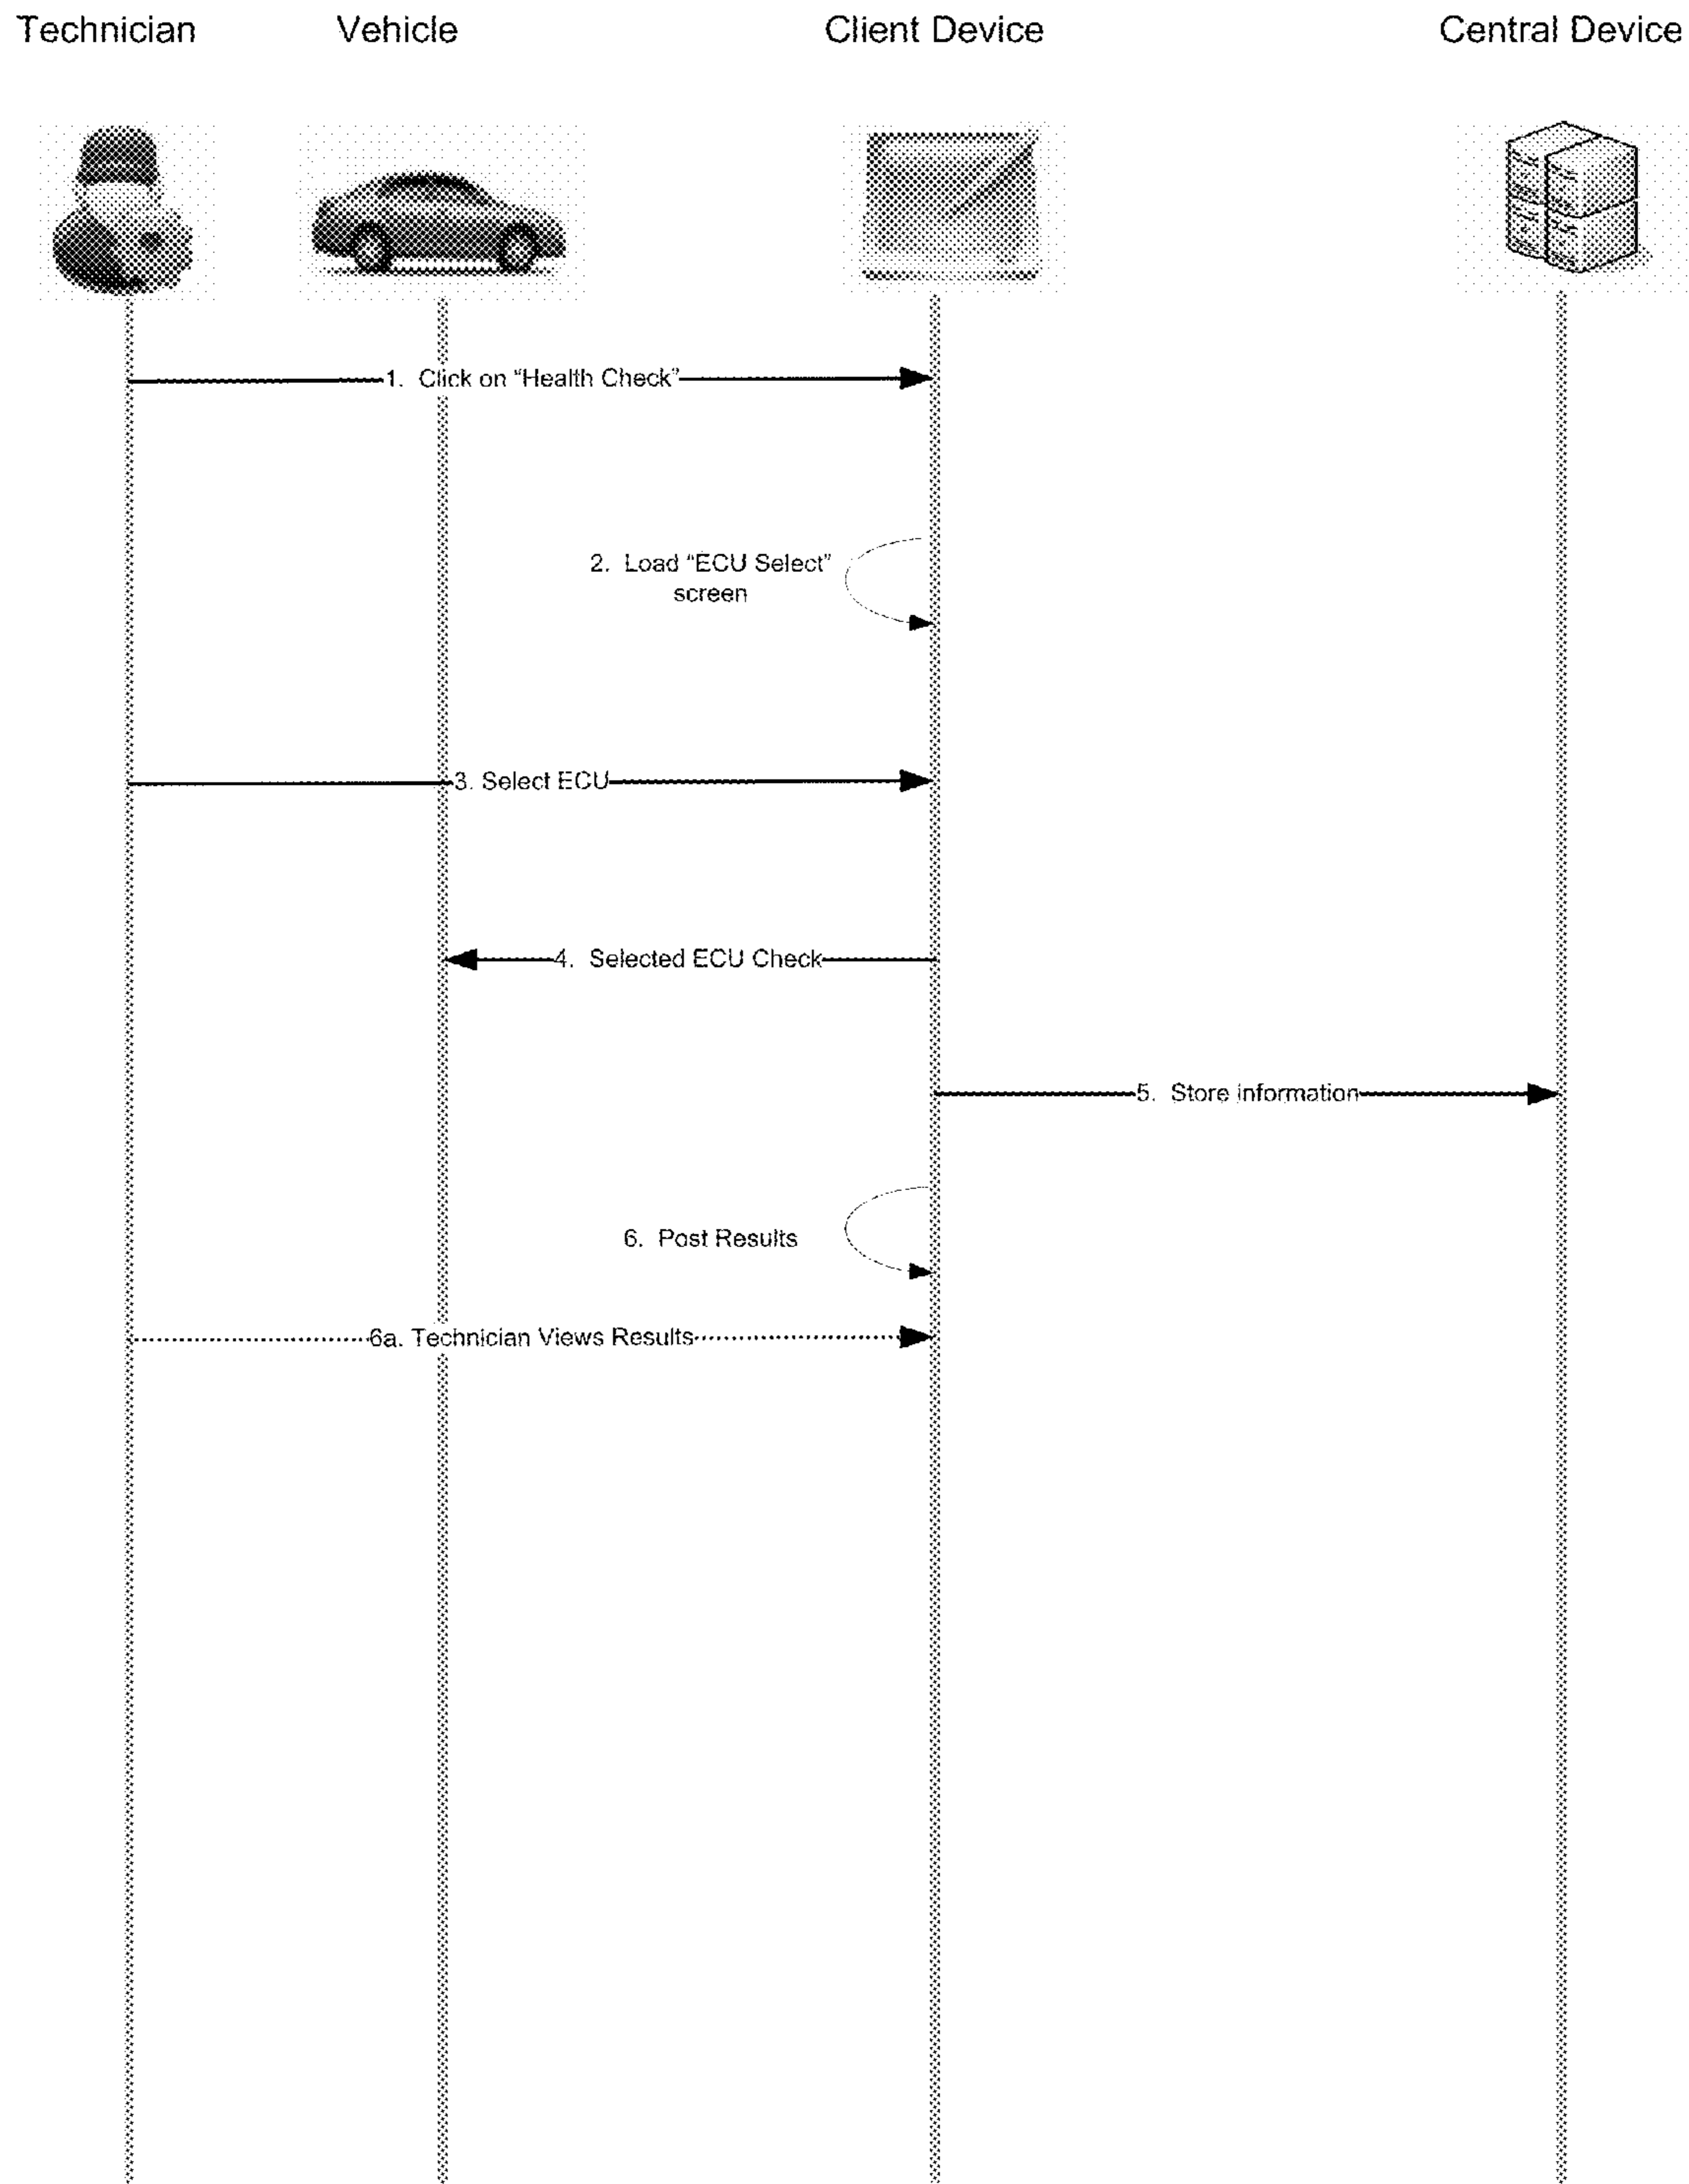 Technician Vehicle Client Device Central Device
1. Click on “Health Check”
2. Load “ECU Select”
screen
3. Select ECU
4. Selected ECU Check
5. Store information
6. Post Results
6a. Technician Views Results